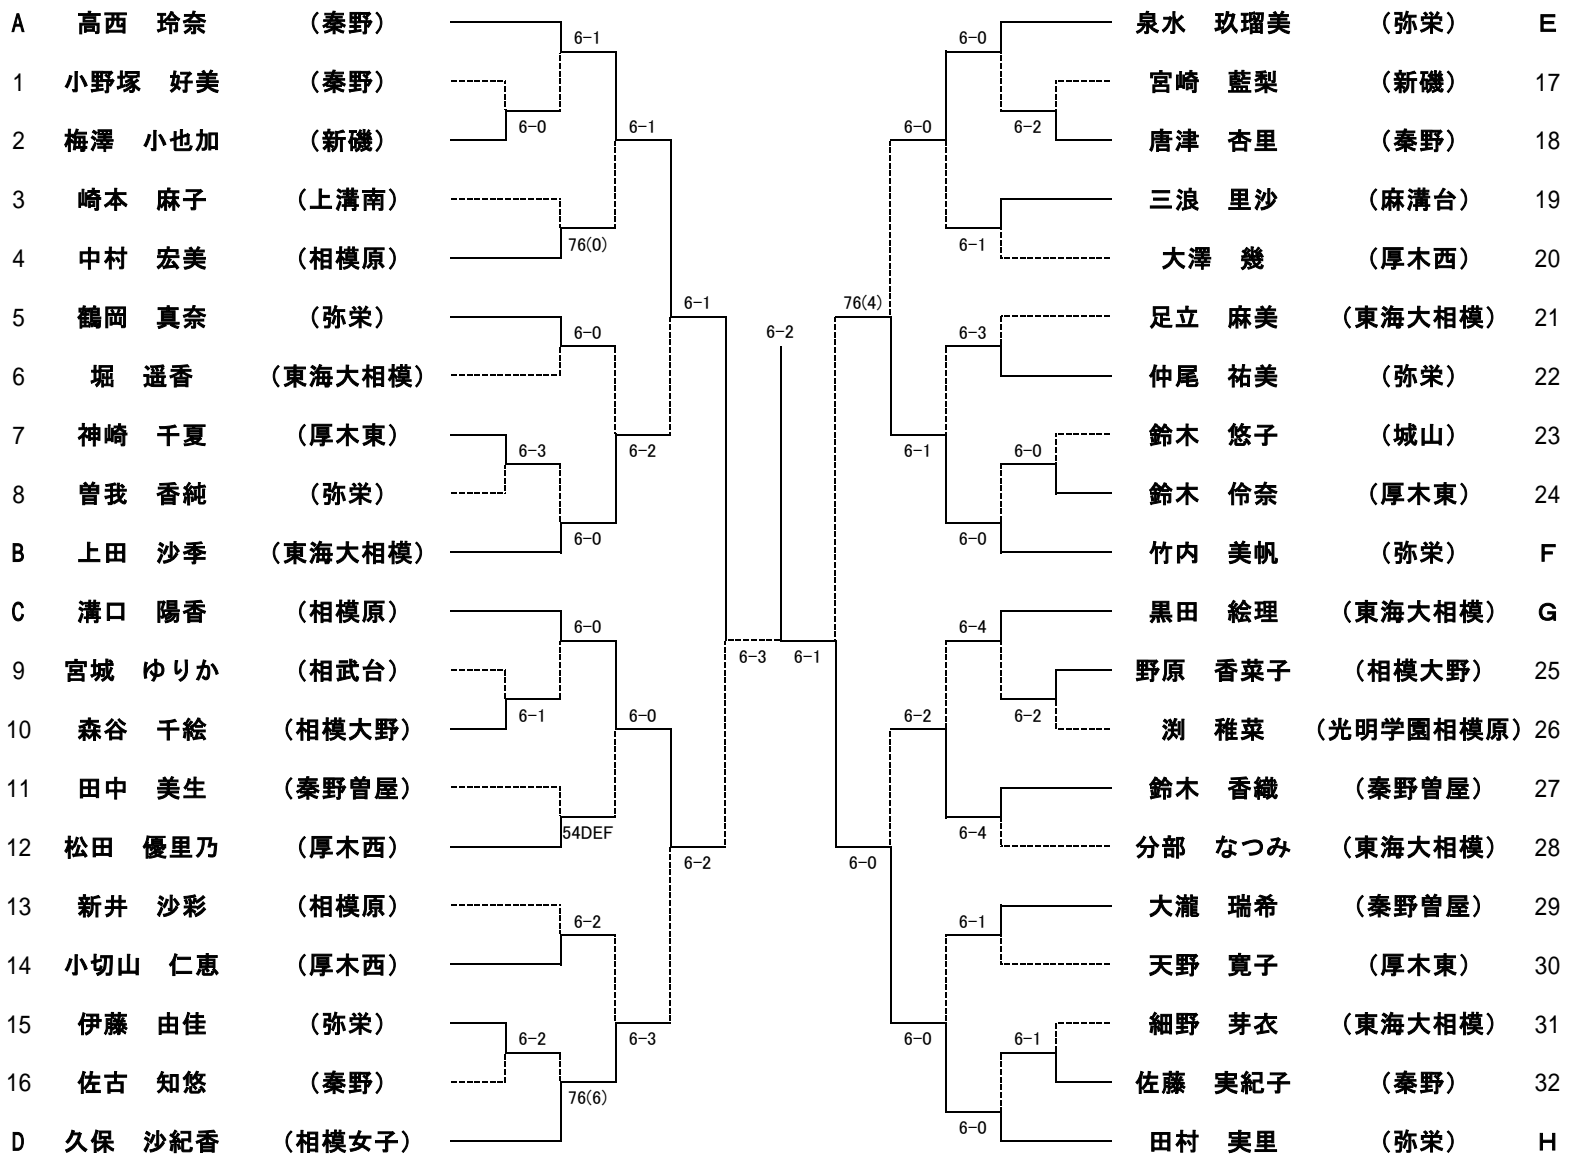 A 高西 玲奈 （秦野） 6-1 6-0 泉水 玖瑠美 （弥栄） E
1 小野塚 好美 （秦野） 宮崎 藍梨 （新磯） 17
6-0 6-1 6-0 6-2
2 梅澤 小也加 （新磯） 唐津 杏里 （秦野） 18
3 崎本 麻子 （上溝南） 三浪 里沙 （麻溝台） 19
76(0) 6-1
4 中村 宏美 （相模原） 大澤 幾 （厚木西） 20
6-1 76(4)
5 鶴岡 真奈 （弥栄） 足立 麻美 （東海大相模） 21
6-0 6-2 6-3
6 堀 遥香 （東海大相模） 仲尾 祐美 （弥栄） 22
7 神崎 千夏 （厚木東） 鈴木 悠子 （城山） 23
6-3 6-2 6-1 6-0
8 曽我 香純 （弥栄） 鈴木 伶奈 （厚木東） 24
6-0 6-0
B 上田 沙季 （東海大相模） 竹内 美帆 （弥栄） F
C 溝口 陽香 （相模原） 黒田 絵理 （東海大相模） G
6-0 6-4
6-3 6-1
9 宮城 ゆりか （相武台） 野原 香菜子 （相模大野） 25
6-1 6-0 6-2 6-2
10 森谷 千絵 （相模大野） 渕 稚菜 （光明学園相模原） 26
11 田中 美生 （秦野曽屋） 鈴木 香織 （秦野曽屋） 27
54DEF 6-4
12 松田 優里乃 （厚木西） 分部 なつみ （東海大相模） 28
6-2 6-0
13 新井 沙彩 （相模原） 大瀧 瑞希 （秦野曽屋） 29
6-2 6-1
14 小切山 仁恵 （厚木西） 天野 寛子 （厚木東） 30
15 伊藤 由佳 （弥栄） 細野 芽衣 （東海大相模） 31
6-2 6-3 6-0 6-1
16 佐古 知悠 （秦野） 佐藤 実紀子 （秦野） 32
76(6) 6-0
D 久保 沙紀香 （相模女子） 田村 実里 （弥栄） H